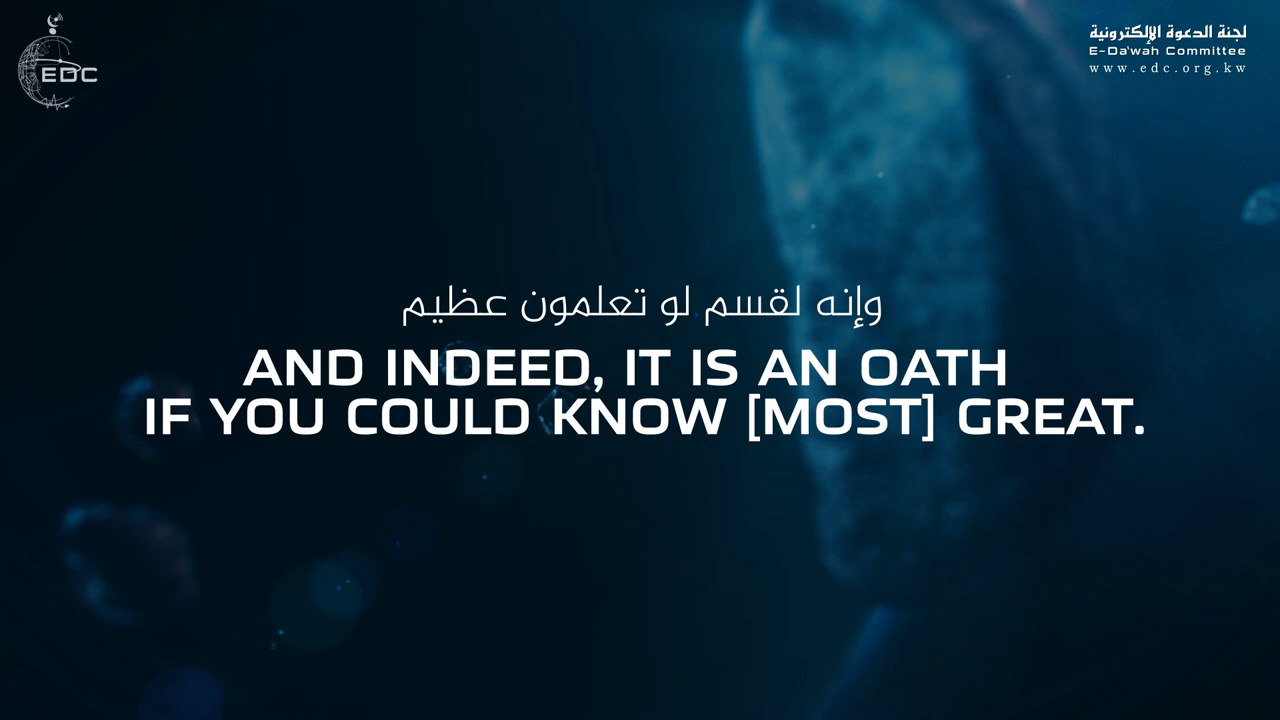 EDC
لجنة الدعوة الإلكترونية
E-Da'wah Committee
www.edc.org.kw
وإنه لقسم لو تعلمون عظيم
AND INDEED, IT IS AN OATH
IF YOU COULD KNOW [MOST] GREAT.